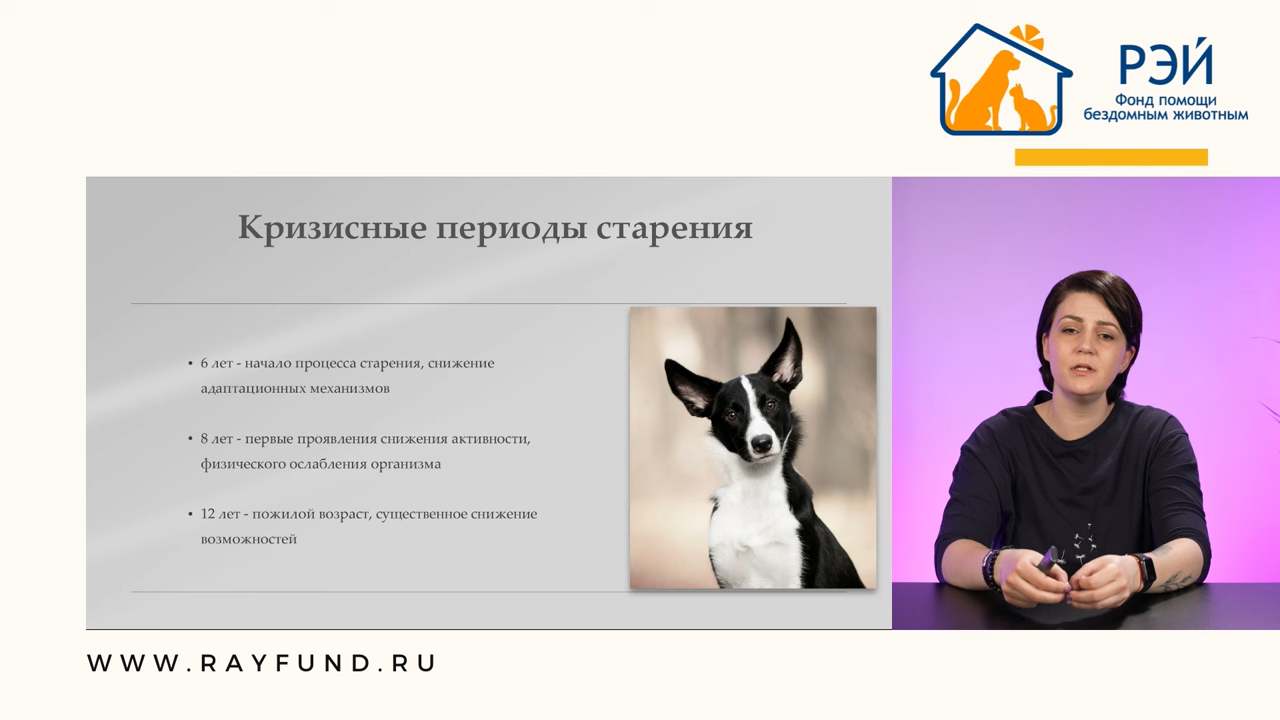 РЭЙ
Фонд помощи
бездомным животным
Кризисные периоды старения
• 6 лет - начало процесса старения, снижение
адаптационных механизмов
• 8 лет - первые проявления снижения активности,
физического ослабления организма
• 12 лет - пожилой возраст, существенное снижение
возможностей
WWW.RAYFUND.RU